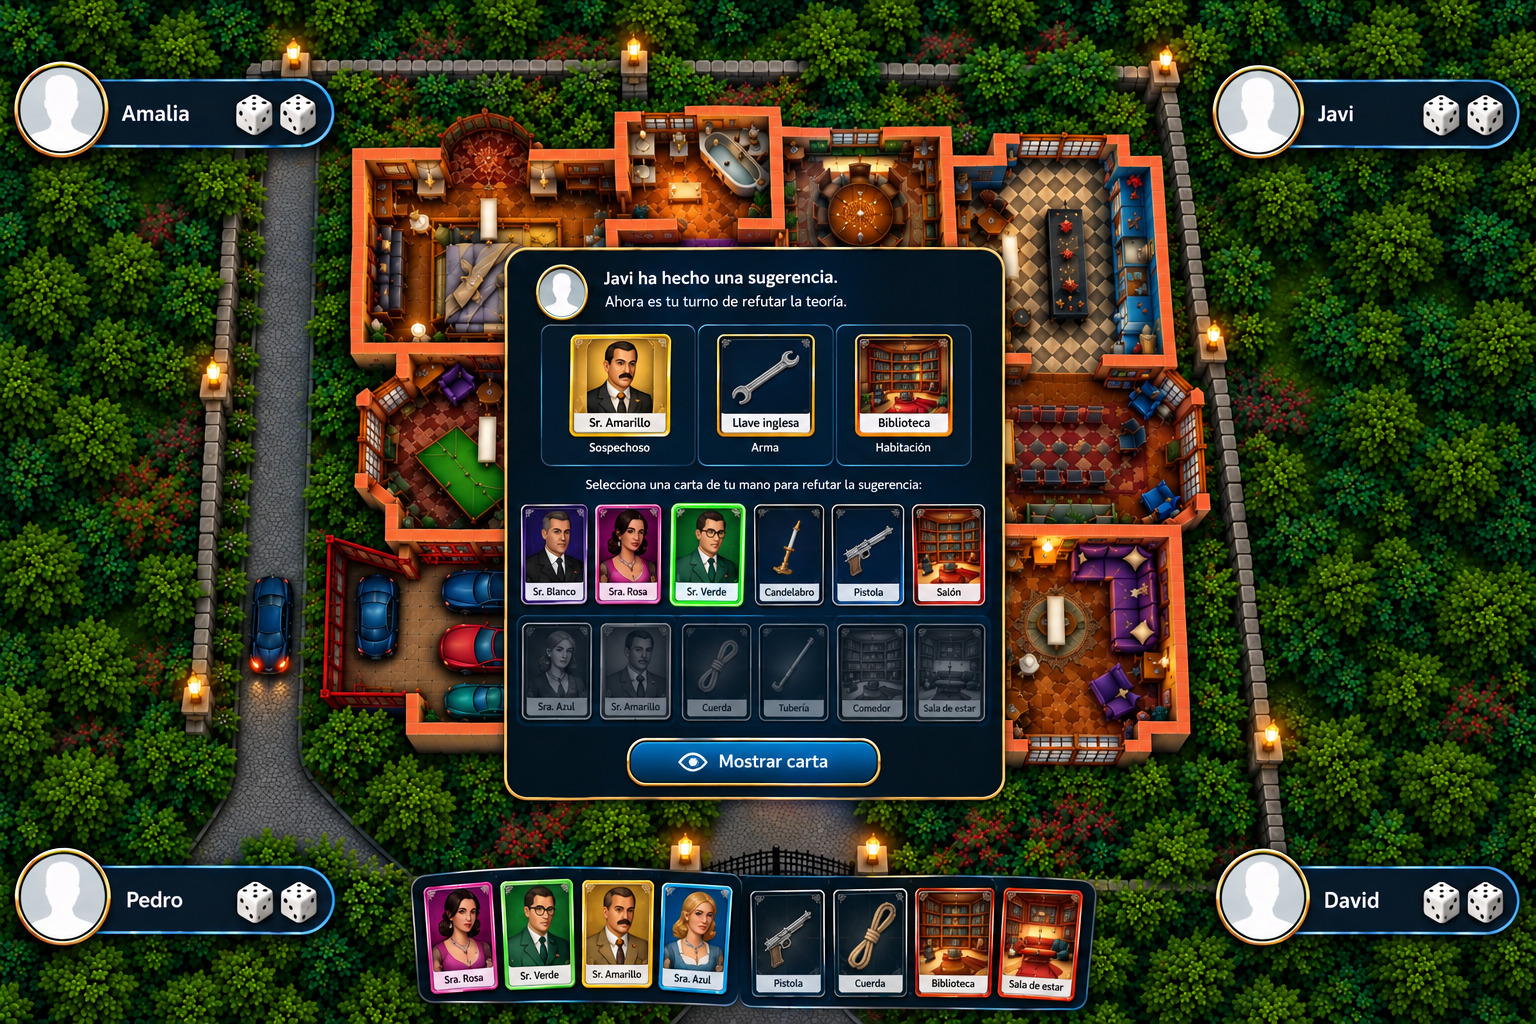 Amalia
Javi
Javi ha hecho una sugerencia.
Ahora es tu turno de refutar la teoría.
Sr. Amarillo
Llave inglesa
Biblioteca
Sospechoso
Arma
Habitación
Selecciona una carta de tu mano para refutar la sugerencia:
Sr. Blanco
Sra. Rosa
Sr. Verde
Candelabro
Pistola
Salón
Sra. Azul
Sr. Amarillo
Cuerda
Tubería
Comedor
Sala de estar
Mostrar carta
Pedro
David
Sra. Rosa
Sr. Verde
Sr. Amarillo
Sra. Azul
Pistola
Cuerda
Biblioteca
Sala de estar